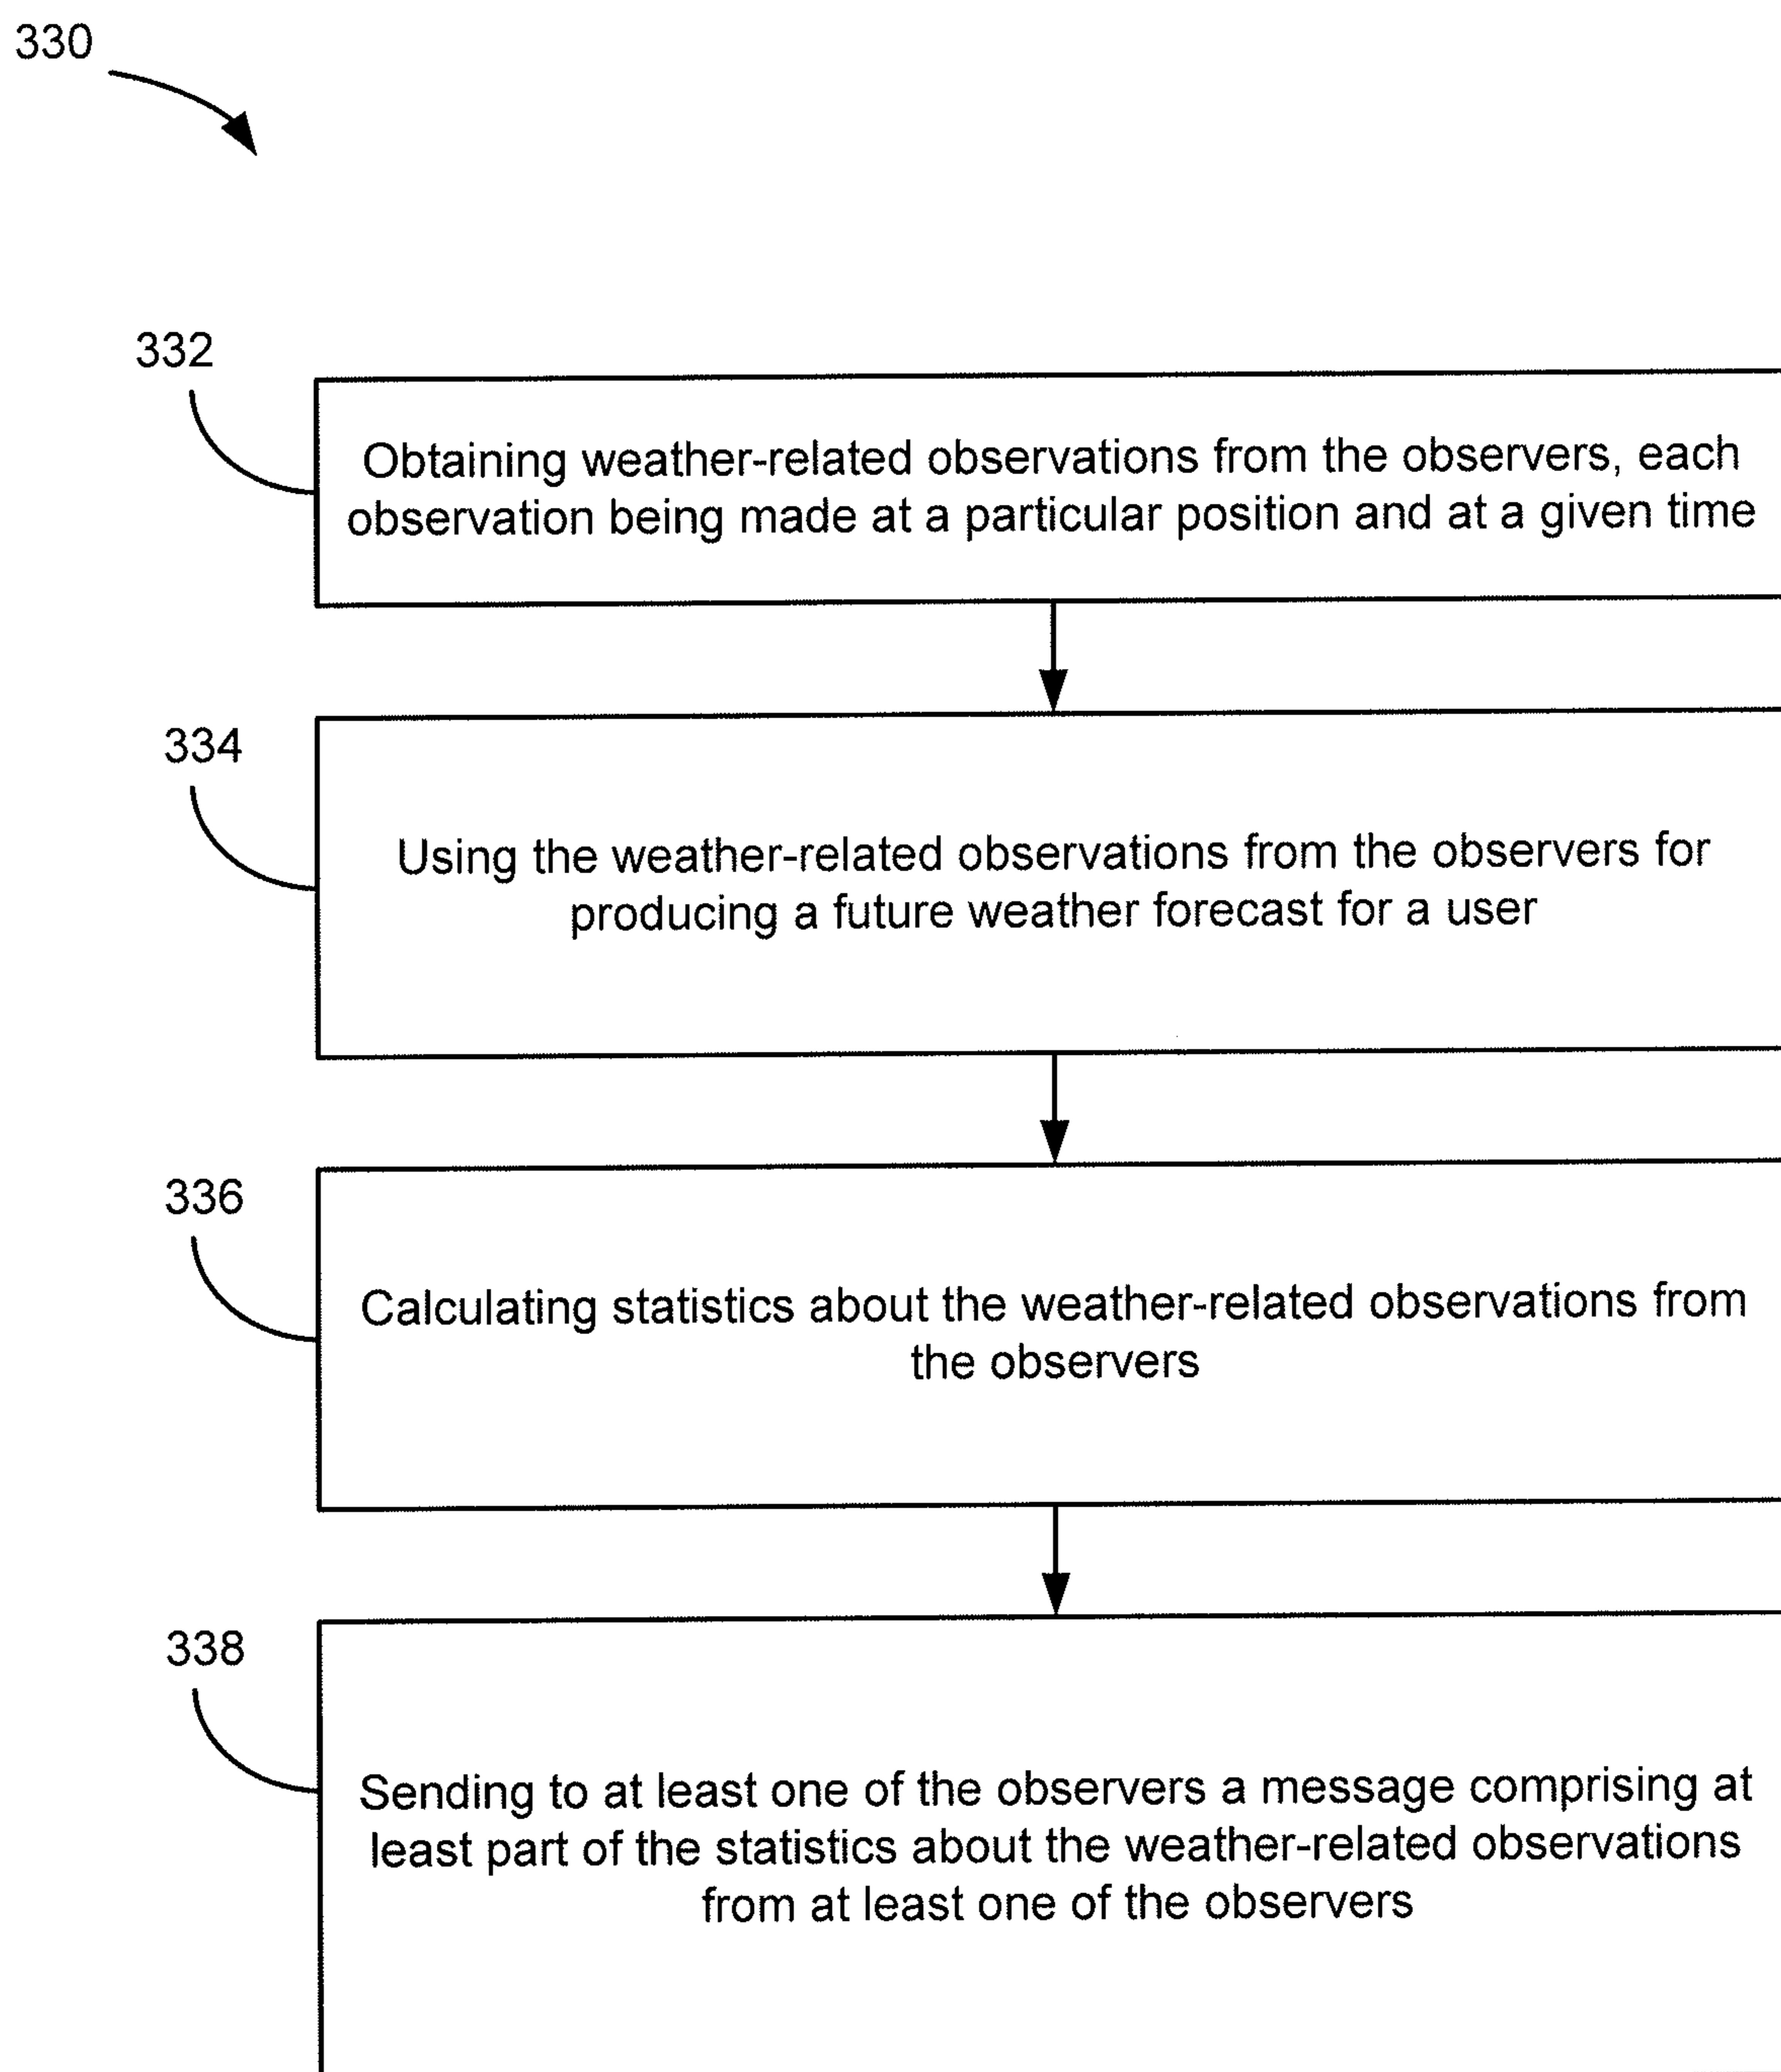 330
332
Obtaining weather-related observations from the observers, each
observation being made at a particular position and at a given time
334
Using the weather-related observations from the observers for
producing a future weather forecast for a user
336
Calculating statistics about the weather-related observations from
the observers
338
Sending to at least one of the observers a message comprising at
least part of the statistics about the weather-related observations
from at least one of the observers